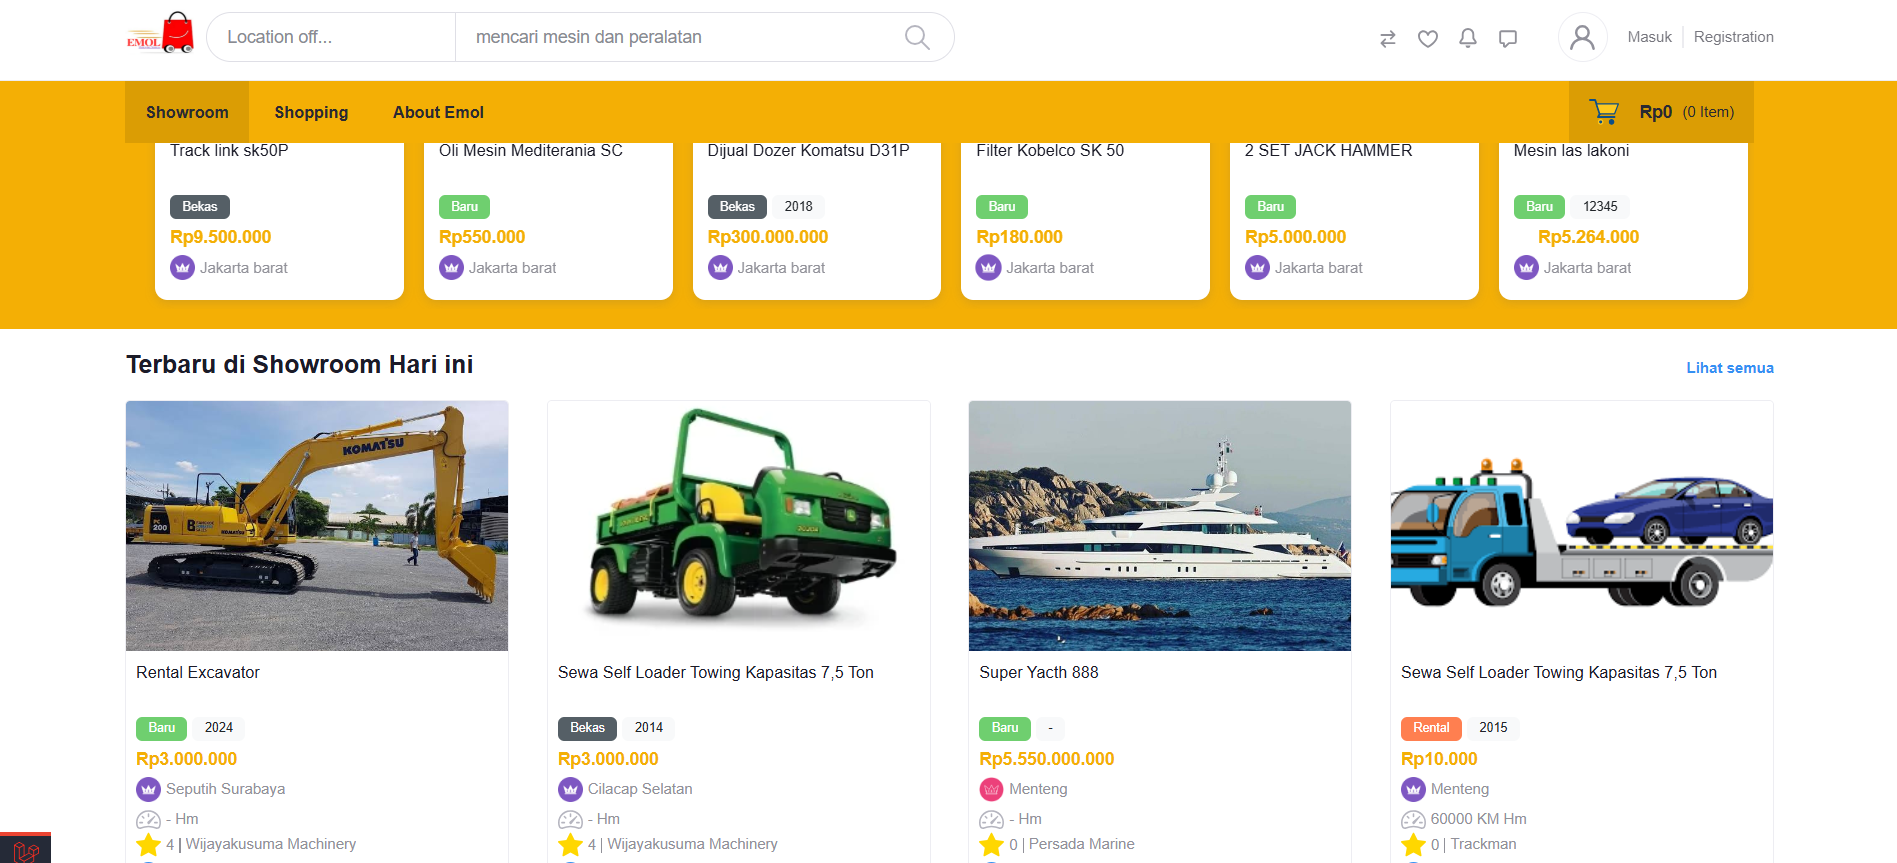 EMOL
Location off...
mencari mesin dan peralatan
Masuk
Registration
Showroom
Shopping
About Emol
Rp0 (0 Item)
Track link sk50P
Oli Mesin Mediterania SC
Dijual Dozer Komatsu D31P
Filter Kobelco SK 50
2 SET JACK HAMMER
Mesin las lakoni
Bekas
Baru
Bekas 2018
Baru
Baru
Baru 12345
Rp9.500.000
Rp550.000
Rp300.000.000
Rp180.000
Rp5.000.000
Rp5.264.000
Jakarta barat
Jakarta barat
Jakarta barat
Jakarta barat
Jakarta barat
Jakarta barat
Terbaru di Showroom Hari ini
Lihat semua
KOMATSU
PC 200
KOMATSU
Rental Excavator
Baru 2024
Rp3.000.000
Seputih Surabaya
- Hm
4 | Wijayakusuma Machinery
Sewa Self Loader Towing Kapasitas 7,5 Ton
Bekas 2014
Rp3.000.000
Cilacap Selatan
- Hm
4 | Wijayakusuma Machinery
Super Yacth 888
Baru -
Rp5.550.000.000
Menteng
- Hm
0 | Persada Marine
Sewa Self Loader Towing Kapasitas 7,5 Ton
Rental 2015
Rp10.000
Menteng
60000 KM Hm
0 | Trackman